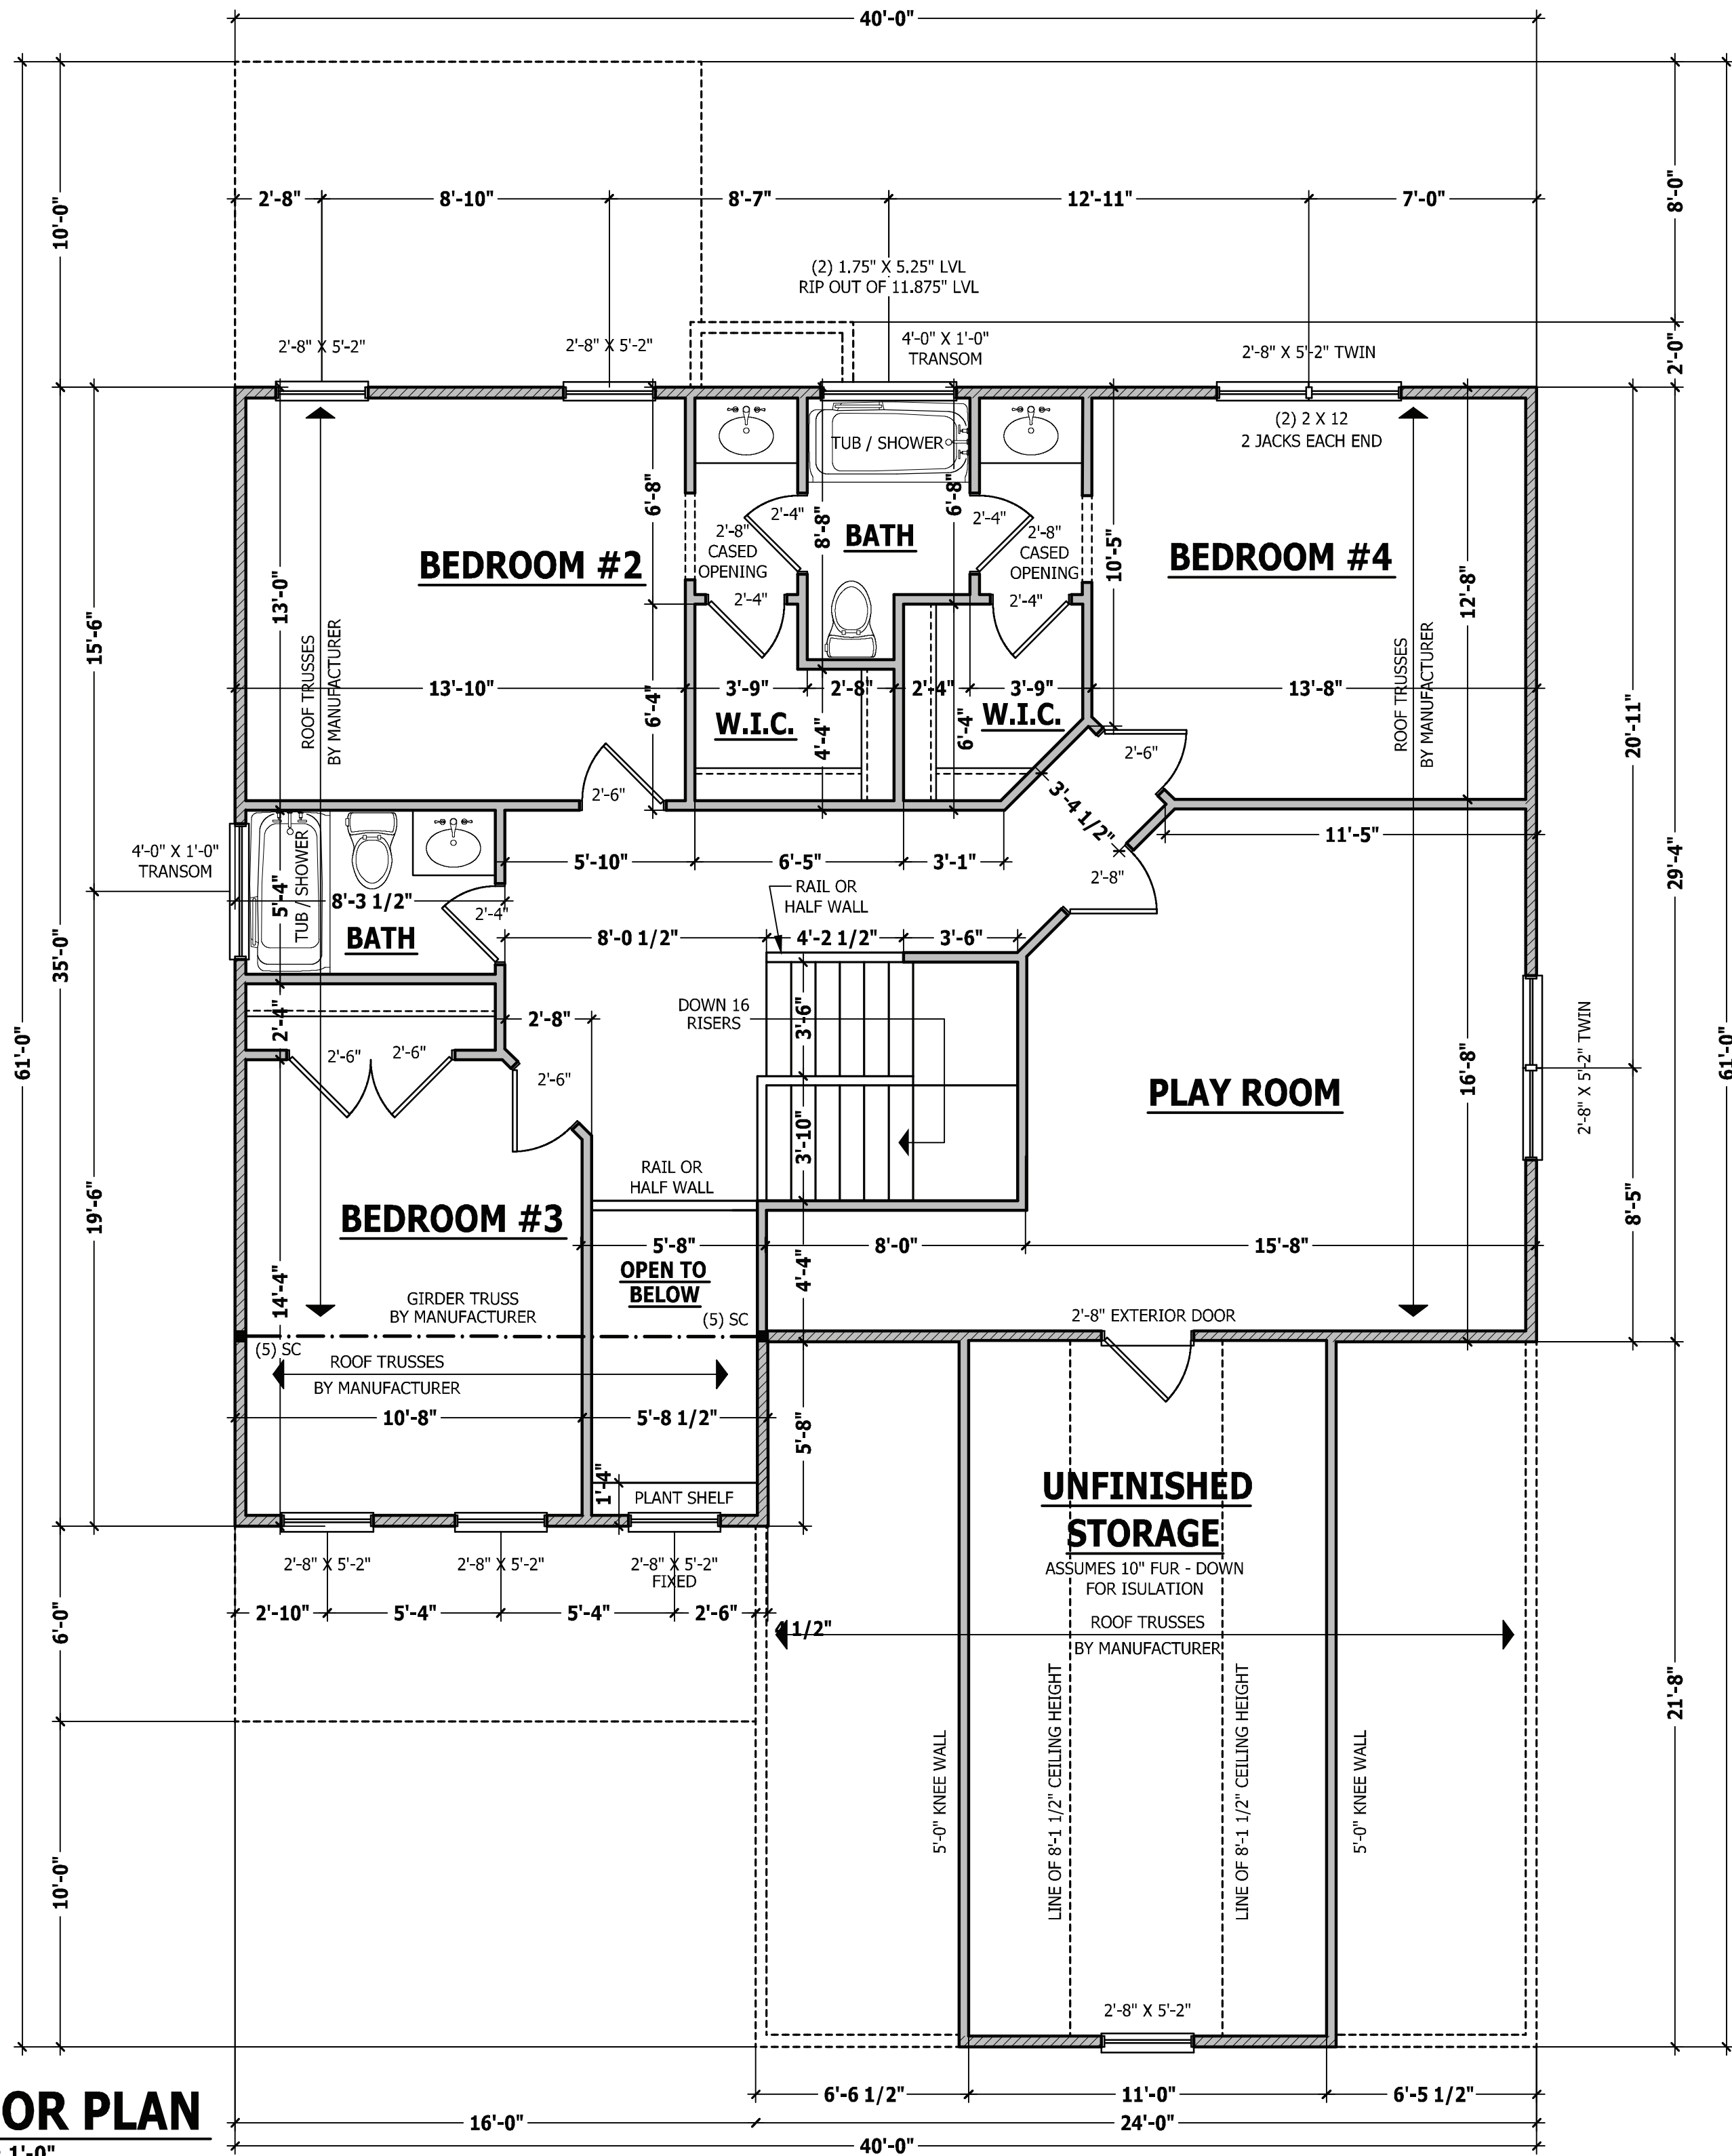 40'-0"
10'-0"
8'-0"
2'-8"
8'-10"
8'-7"
12'-11"
7'-0"
(2) 1.75" X 5.25" LVL
RIP OUT OF 11.875" LVL
2'-8" X 5'-2"
2'-8" X 5'-2"
4'-0" X 1'-0"
TRANSOM
2'-8" X 5'-2" TWIN
2'-0"
(2) 2 X 12
2 JACKS EACH END
TUB / SHOWER
6'-8"
8'-8"
6'-8"
2'-4"
2'-4"
2'-8"
CASED
OPENING
2'-8"
CASED
OPENING
BATH
BEDROOM #2
BEDROOM #4
10'-5"
12'-8"
13'-0"
15'-6"
2'-4"
2'-4"
ROOF TRUSSES
BY MANUFACTURER
ROOF TRUSSES
BY MANUFACTURER
13'-10"
3'-9"
2'-8"
2'-4"
3'-9"
13'-8"
6'-4"
W.I.C.
4'-4"
6'-4"
W.I.C.
20'-11"
2'-6"
2'-6"
3'-4 1/2"
11'-5"
4'-0" X 1'-0"
TRANSOM
TUB / SHOWER
5'-4"
8'-3 1/2"
BATH
2'-4"
5'-10"
6'-5"
3'-1"
2'-8"
29'-4"
RAIL OR
HALF WALL
8'-0 1/2"
4'-2 1/2"
3'-6"
35'-0"
61'-0"
61'-0"
2'-4"
2'-6"
2'-6"
2'-8"
2'-6"
DOWN 16
RISERS
3'-6"
3'-10"
PLAY ROOM
16'-8"
2'-8" X 5'-2" TWIN
8'-5"
19'-6"
RAIL OR
HALF WALL
BEDROOM #3
5'-8"
8'-0"
15'-8"
OPEN TO
BELOW
4'-4"
14'-4"
GIRDER TRUSS
BY MANUFACTURER
(5) SC
(5) SC
2'-8" EXTERIOR DOOR
ROOF TRUSSES
BY MANUFACTURER
10'-8"
5'-8 1/2"
5'-8"
1'-4"
PLANT SHELF
UNFINISHED
STORAGE
ASSUMES 10" FUR - DOWN
FOR ISULATION
2'-8" X 5'-2"
2'-8" X 5'-2"
2'-8" X 5'-2"
FIXED
2'-10"
5'-4"
5'-4"
2'-6"
4 1/2"
ROOF TRUSSES
BY MANUFACTURER
6'-0"
21'-8"
10'-0"
5'-0" KNEE WALL
LINE OF 8'-1 1/2" CEILING HEIGHT
LINE OF 8'-1 1/2" CEILING HEIGHT
5'-0" KNEE WALL
2'-8" X 5'-2"
6'-6 1/2"
11'-0"
6'-5 1/2"
16'-0"
24'-0"
40'-0"
OR PLAN
1'-0"